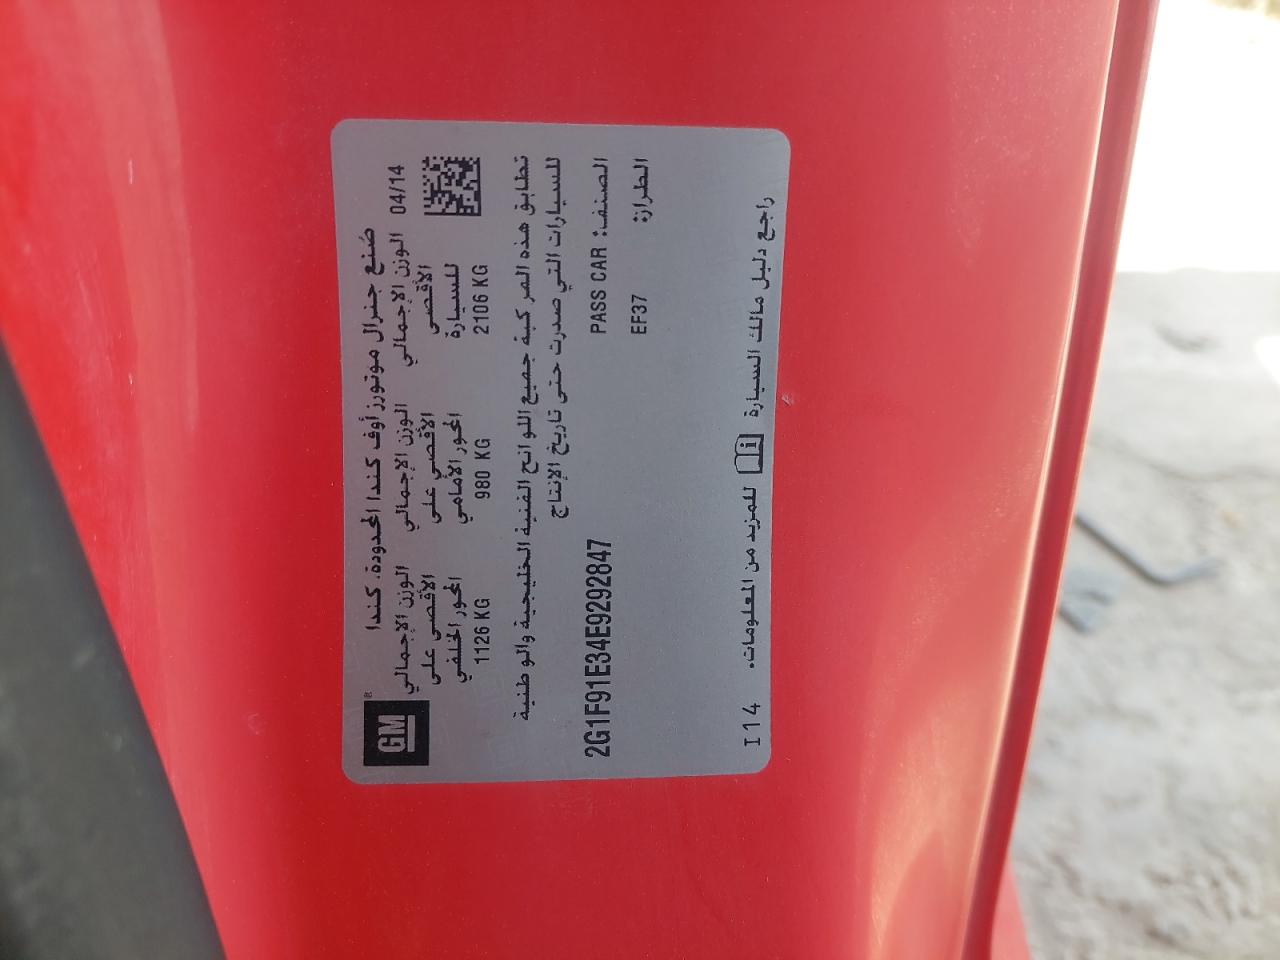 GM
®
صُنع جنرال موتورز أوف كندا المحدودة. كندا
04/14
الوزن الإجمالي الأقصى للسيارة
2106 KG
الوزن الإجمالي الأقصى على المحور الأمامي
980 KG
الوزن الإجمالي الأقصى على المحور الخلفي
1126 KG
تطابق هذه المركبة جميع اللوائح الفنية الخليجية والوطنية
للسيارات التي صدرت حتى تاريخ الإنتاج
2G1F91E34E9292847
الصنف: PASS CAR
الطراز: EF37
راجع دليل مالك السيارة للمزيد من المعلومات.
I14